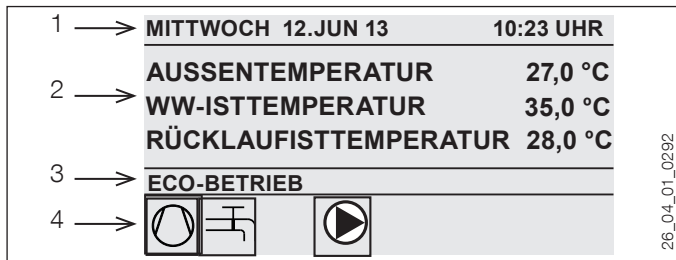 1 MITTWOCH 12.JUN 13 10:23 UHR
2
AUSSENTEMPERATUR 27,0 °C
WW-ISTTEMPERATUR 35,0 °C
RÜCKLAUFISTTEMPERATUR 28,0 °C
3 ECO-BETRIEB
4
26_04_01_0292